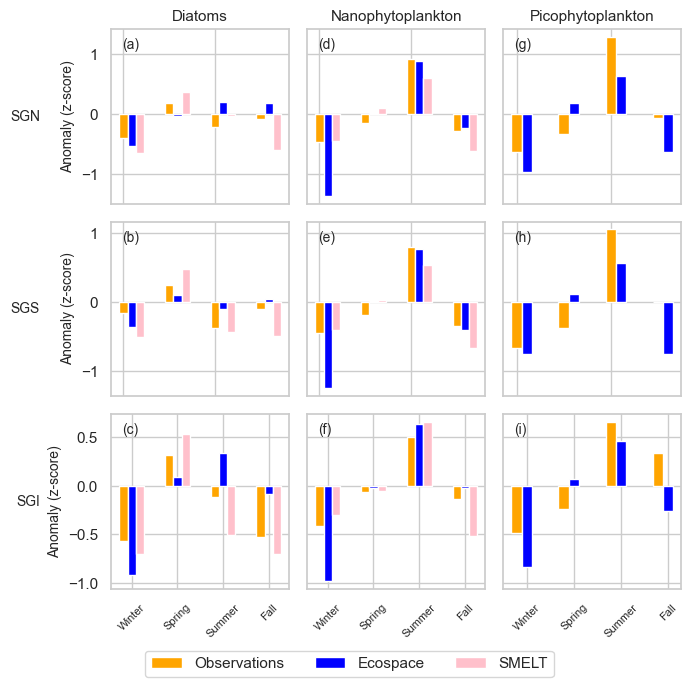 Diatoms Nanophytoplankton Picophytoplankton
(a) (d) (g)
SGN Anomaly (z-score) 1 0 −1
(b) (e) (h)
SGS Anomaly (z-score) 1 0 −1
(c) (f) (i)
SGI Anomaly (z-score) 0.5 0.0 −0.5 −1.0
Winter Spring Summer Fall Winter Spring Summer Fall Winter Spring Summer Fall
Observations Ecospace SMELT